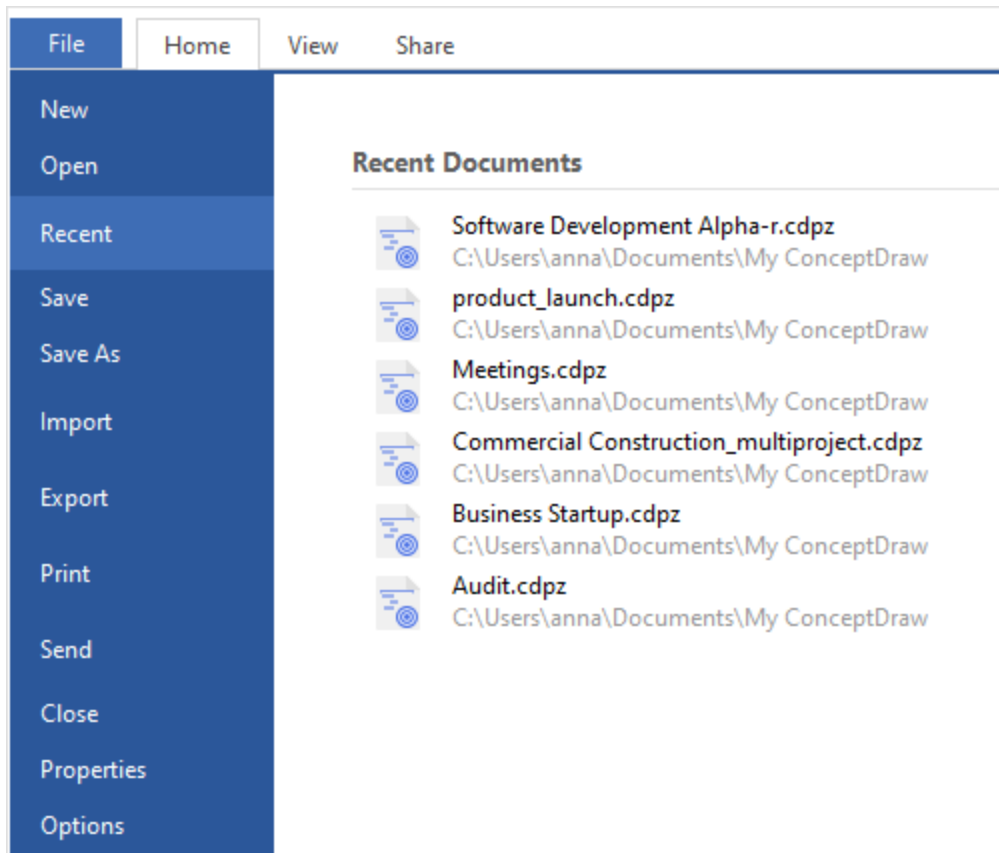 File Home View Share
New
Open
Recent
Save
Save As
Import
Export
Print
Send
Close
Properties
Options
Recent Documents
Software Development Alpha-r.cdpz
C:\Users\anna\Documents\My ConceptDraw
product_launch.cdpz
C:\Users\anna\Documents\My ConceptDraw
Meetings.cdpz
C:\Users\anna\Documents\My ConceptDraw
Commercial Construction_multiproject.cdpz
C:\Users\anna\Documents\My ConceptDraw
Business Startup.cdpz
C:\Users\anna\Documents\My ConceptDraw
Audit.cdpz
C:\Users\anna\Documents\My ConceptDraw